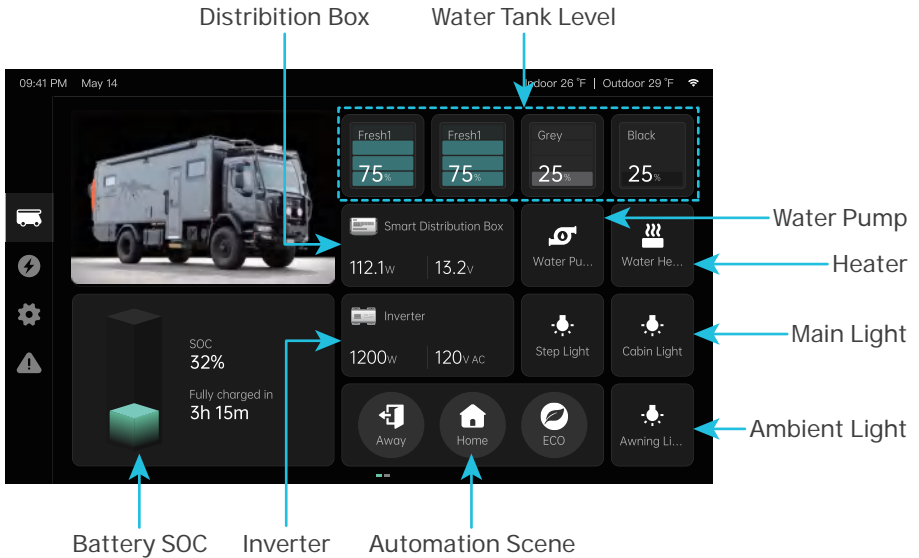 Distribition Box
Water Tank Level
09:41 PM May 14
Indoor 26 °F | Outdoor 29 °F
Fresh1
75%
Fresh1
75%
Grey
25%
Black
25%
Smart Distribution Box
112.1w
13.2v
Water Pu...
Water He...
Water Pump
Heater
Inverter
1200w
120v AC
Step Light
Cabin Light
Main Light
SOC
32%
Fully charged in
3h 15m
Away
Home
ECO
Awning Li...
Ambient Light
Battery SOC
Inverter
Automation Scene